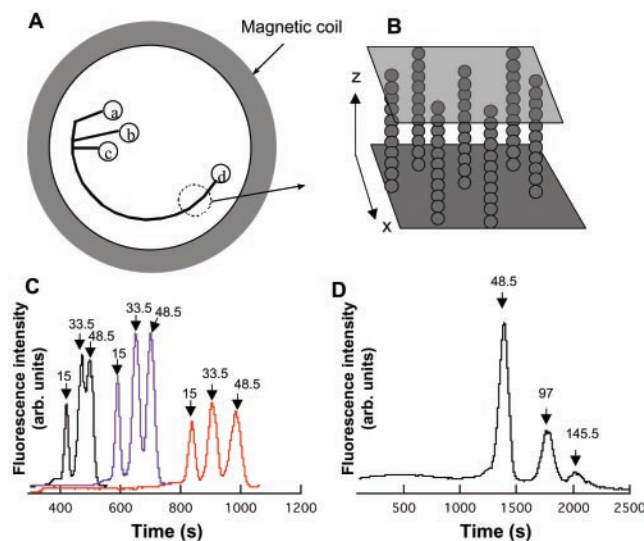 A
Magnetic coil
a
b
c
d
B
z
x
C
Fluorescence intensity
(arb. units)
15
33.5
48.5
15
33.5
48.5
15
33.5
48.5
400
600
800
1000
1200
Time (s)
D
Fluorescence intensity
(arb. units)
48.5
97
145.5
500
1000
1500
2000
2500
Time (s)